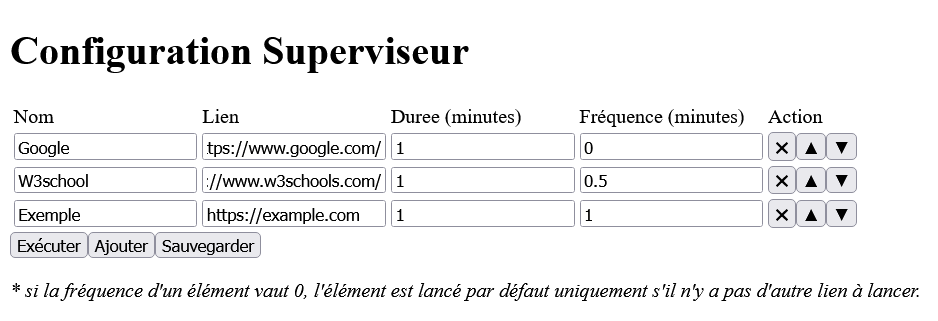 Configuration Superviseur
Nom Lien Duree (minutes) Fréquence (minutes) Action
Google tps://www.google.com/ 1 0 × ▲ ▼
W3school ://www.w3schools.com/ 1 0.5 × ▲ ▼
Exemple https://example.com 1 1 × ▲ ▼
Exécuter Ajouter Sauvegarder
* si la fréquence d'un élément vaut 0, l'élément est lancé par défaut uniquement s'il n'y a pas d'autre lien à lancer.